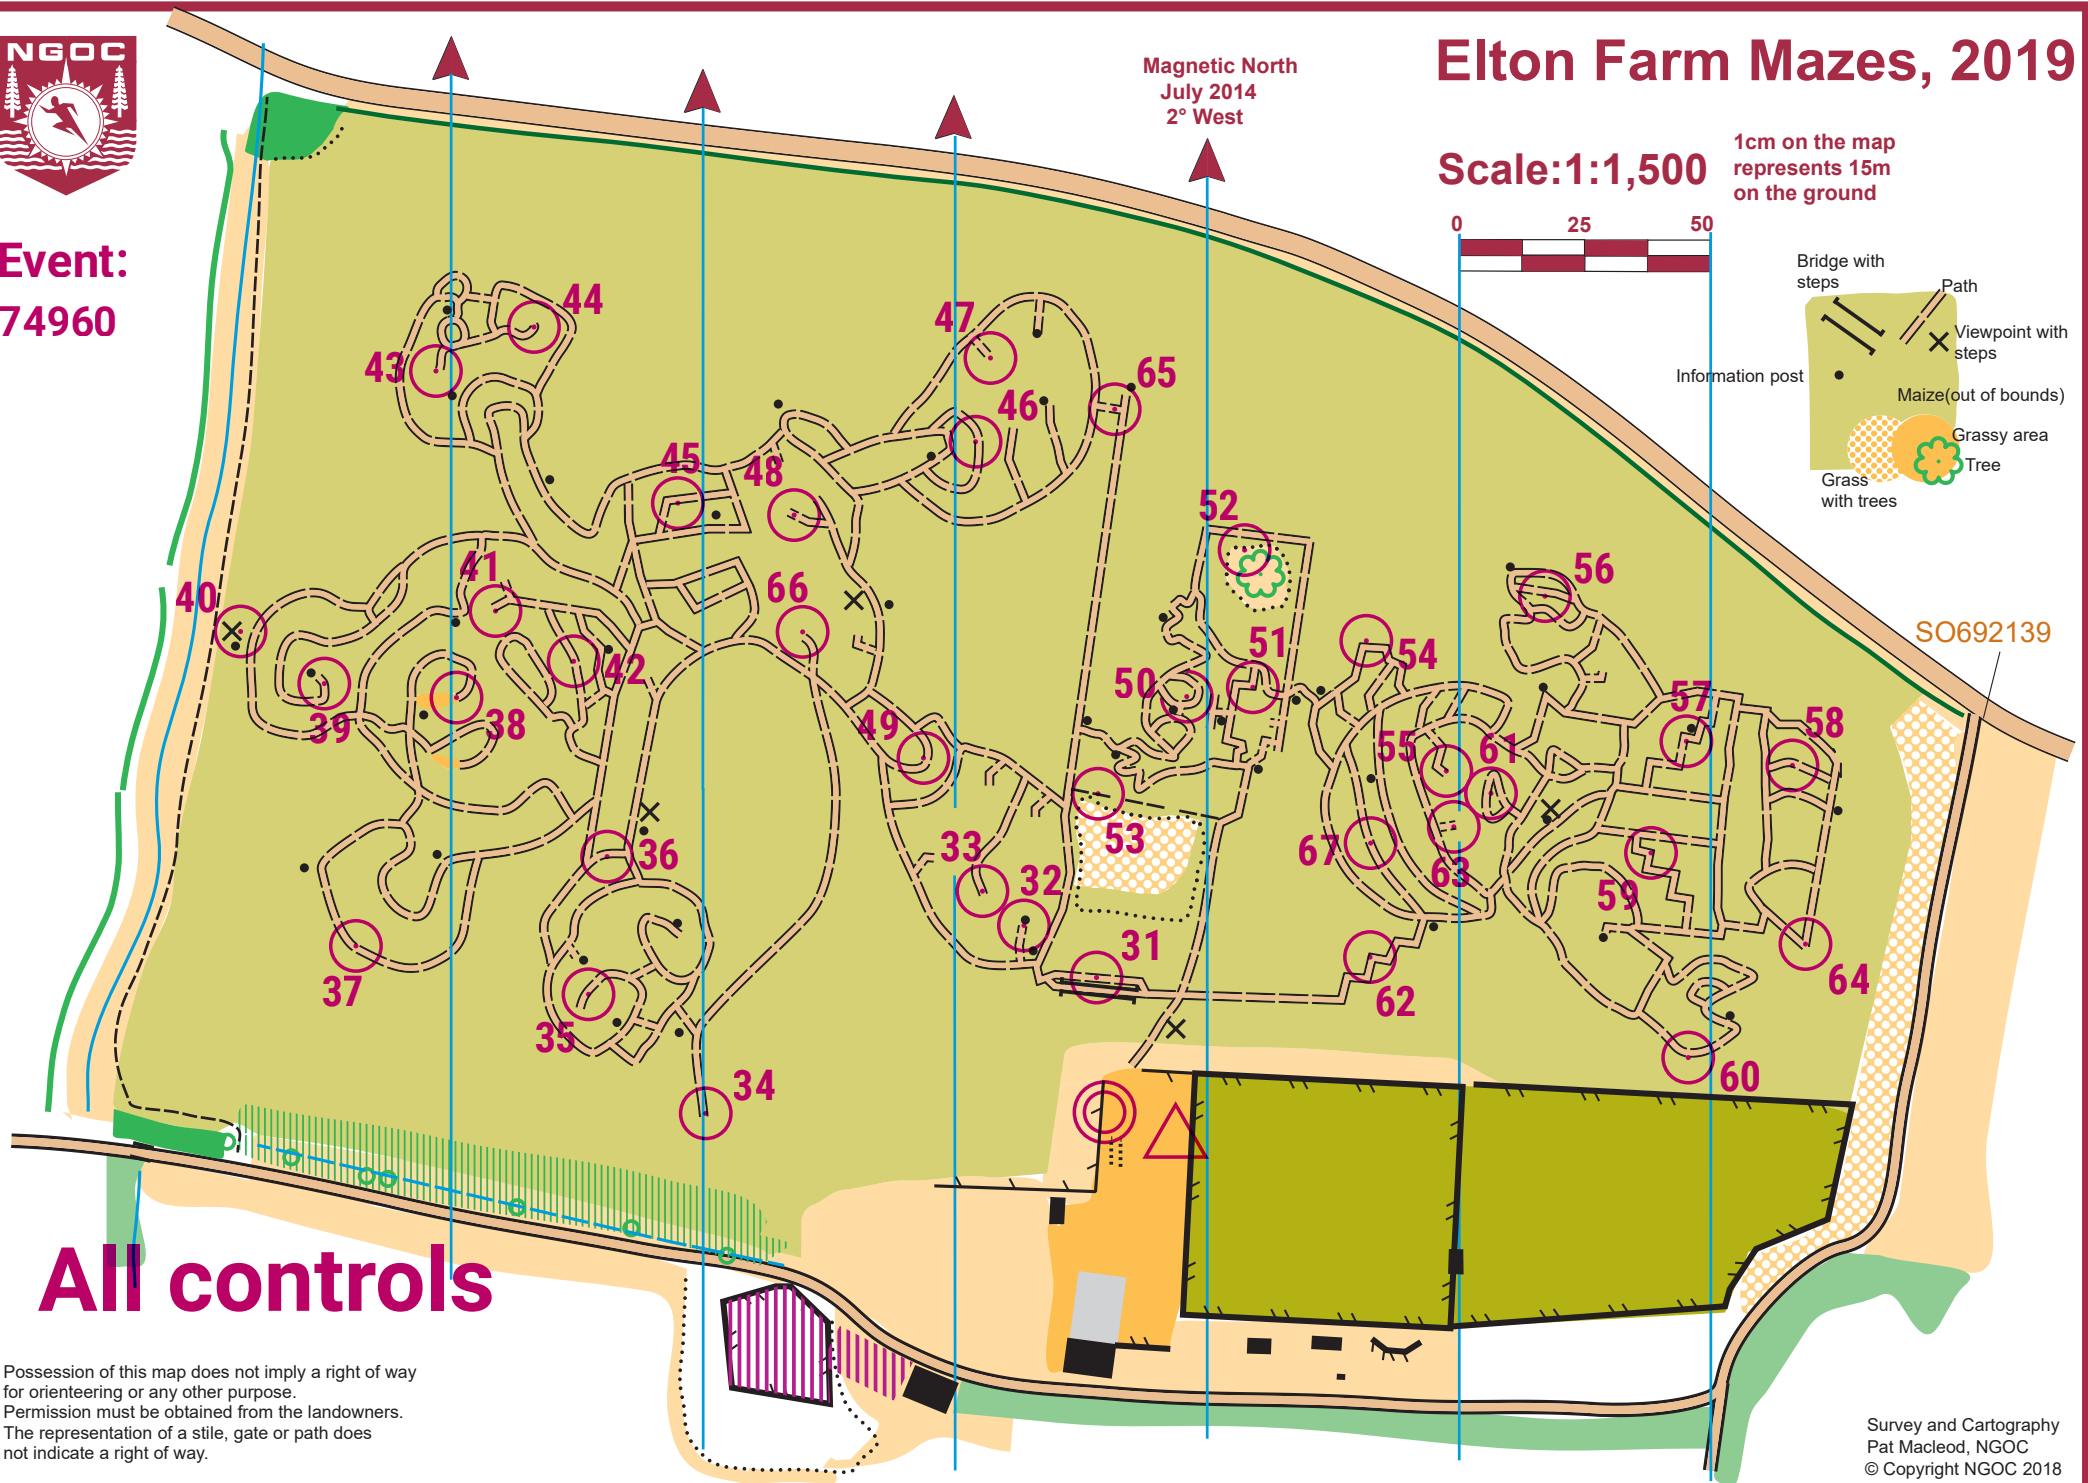 NGOC
Event:
74960
Magnetic North
July 2014
2° West
Elton Farm Mazes, 2019
Scale:1:1,500
1cm on the map
represents 15m
on the ground
0 25 50
Bridge with
steps
Path
Viewpoint with
steps
Information post
Maize(out of bounds)
Grassy area
Tree
Grass
with trees
SO692139
44
47
43
65
46
45
48
52
41
56
40
66
51
54
42
50
57
39
38
49
58
55
61
53
36
33
67
32
63
59
31
37
64
62
35
34
60
All controls
Possession of this map does not imply a right of way
for orienteering or any other purpose.
Permission must be obtained from the landowners.
The representation of a stile, gate or path does
not indicate a right of way.
Survey and Cartography
Pat Macleod, NGOC
© Copyright NGOC 2018